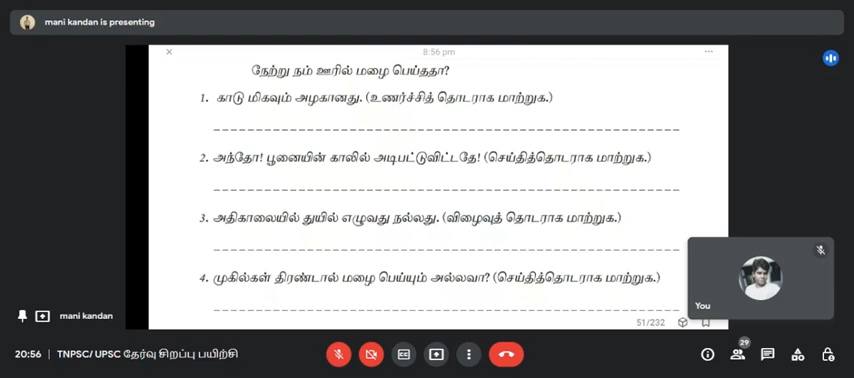 mani kandan is presenting
8:56 pm
நேற்று நம் ஊரில் மழை பெய்ததா?
1. காடு மிகவும் அழகானது. (உணர்ச்சித் தொடராக மாற்றுக.)
2. அந்தோ! பூனையின் காலில் அடிபட்டுவிட்டதே! (செய்தித்தொடராக மாற்றுக.)
3. அதிகாலையில் துயில் எழுவது நல்லது. (விழைவுத் தொடராக மாற்றுக.)
4. முகில்கள் திரண்டால் மழை பெய்யும் அல்லவா? (செய்தித்தொடராக மாற்றுக.)
You
mani kandan
51/232
29
20:56 | TNPSC/ UPSC தேர்வு சிறப்பு பயிற்சி